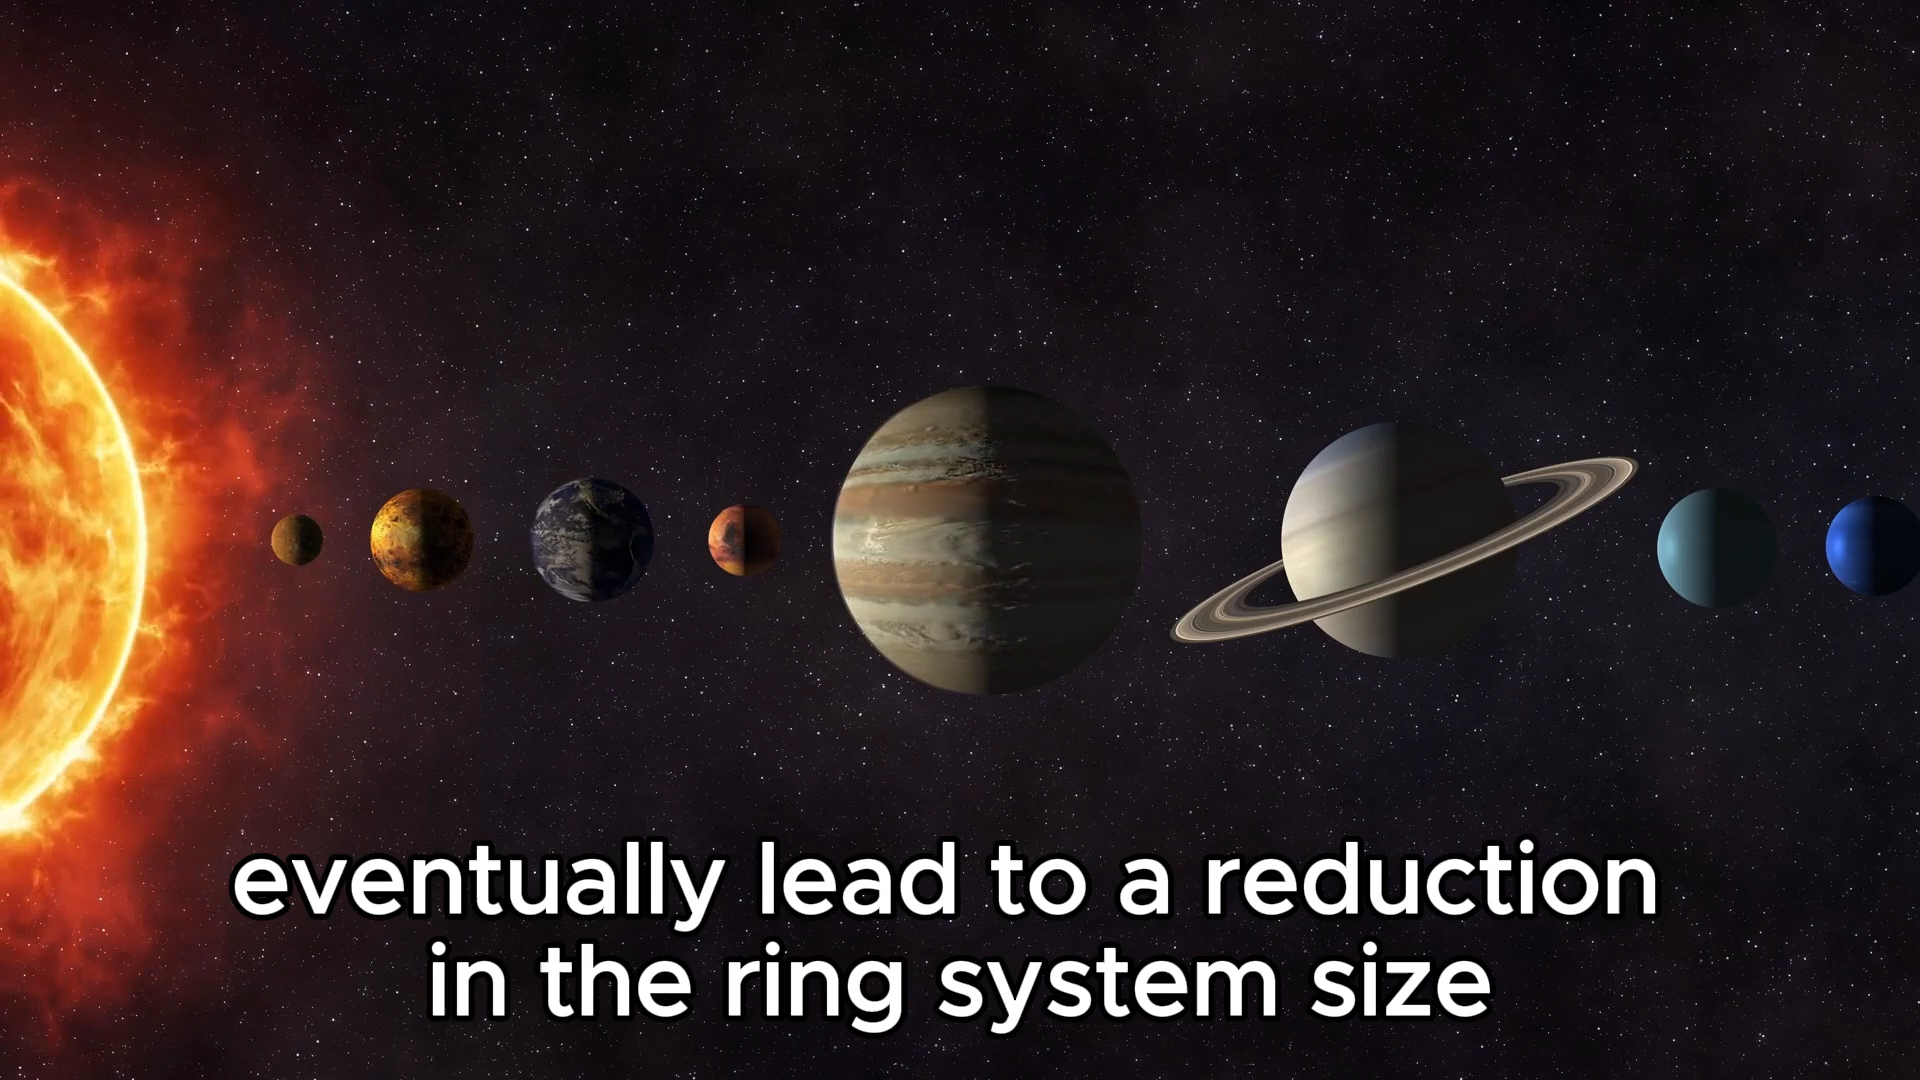 eventually lead to a reduction
in the ring system size